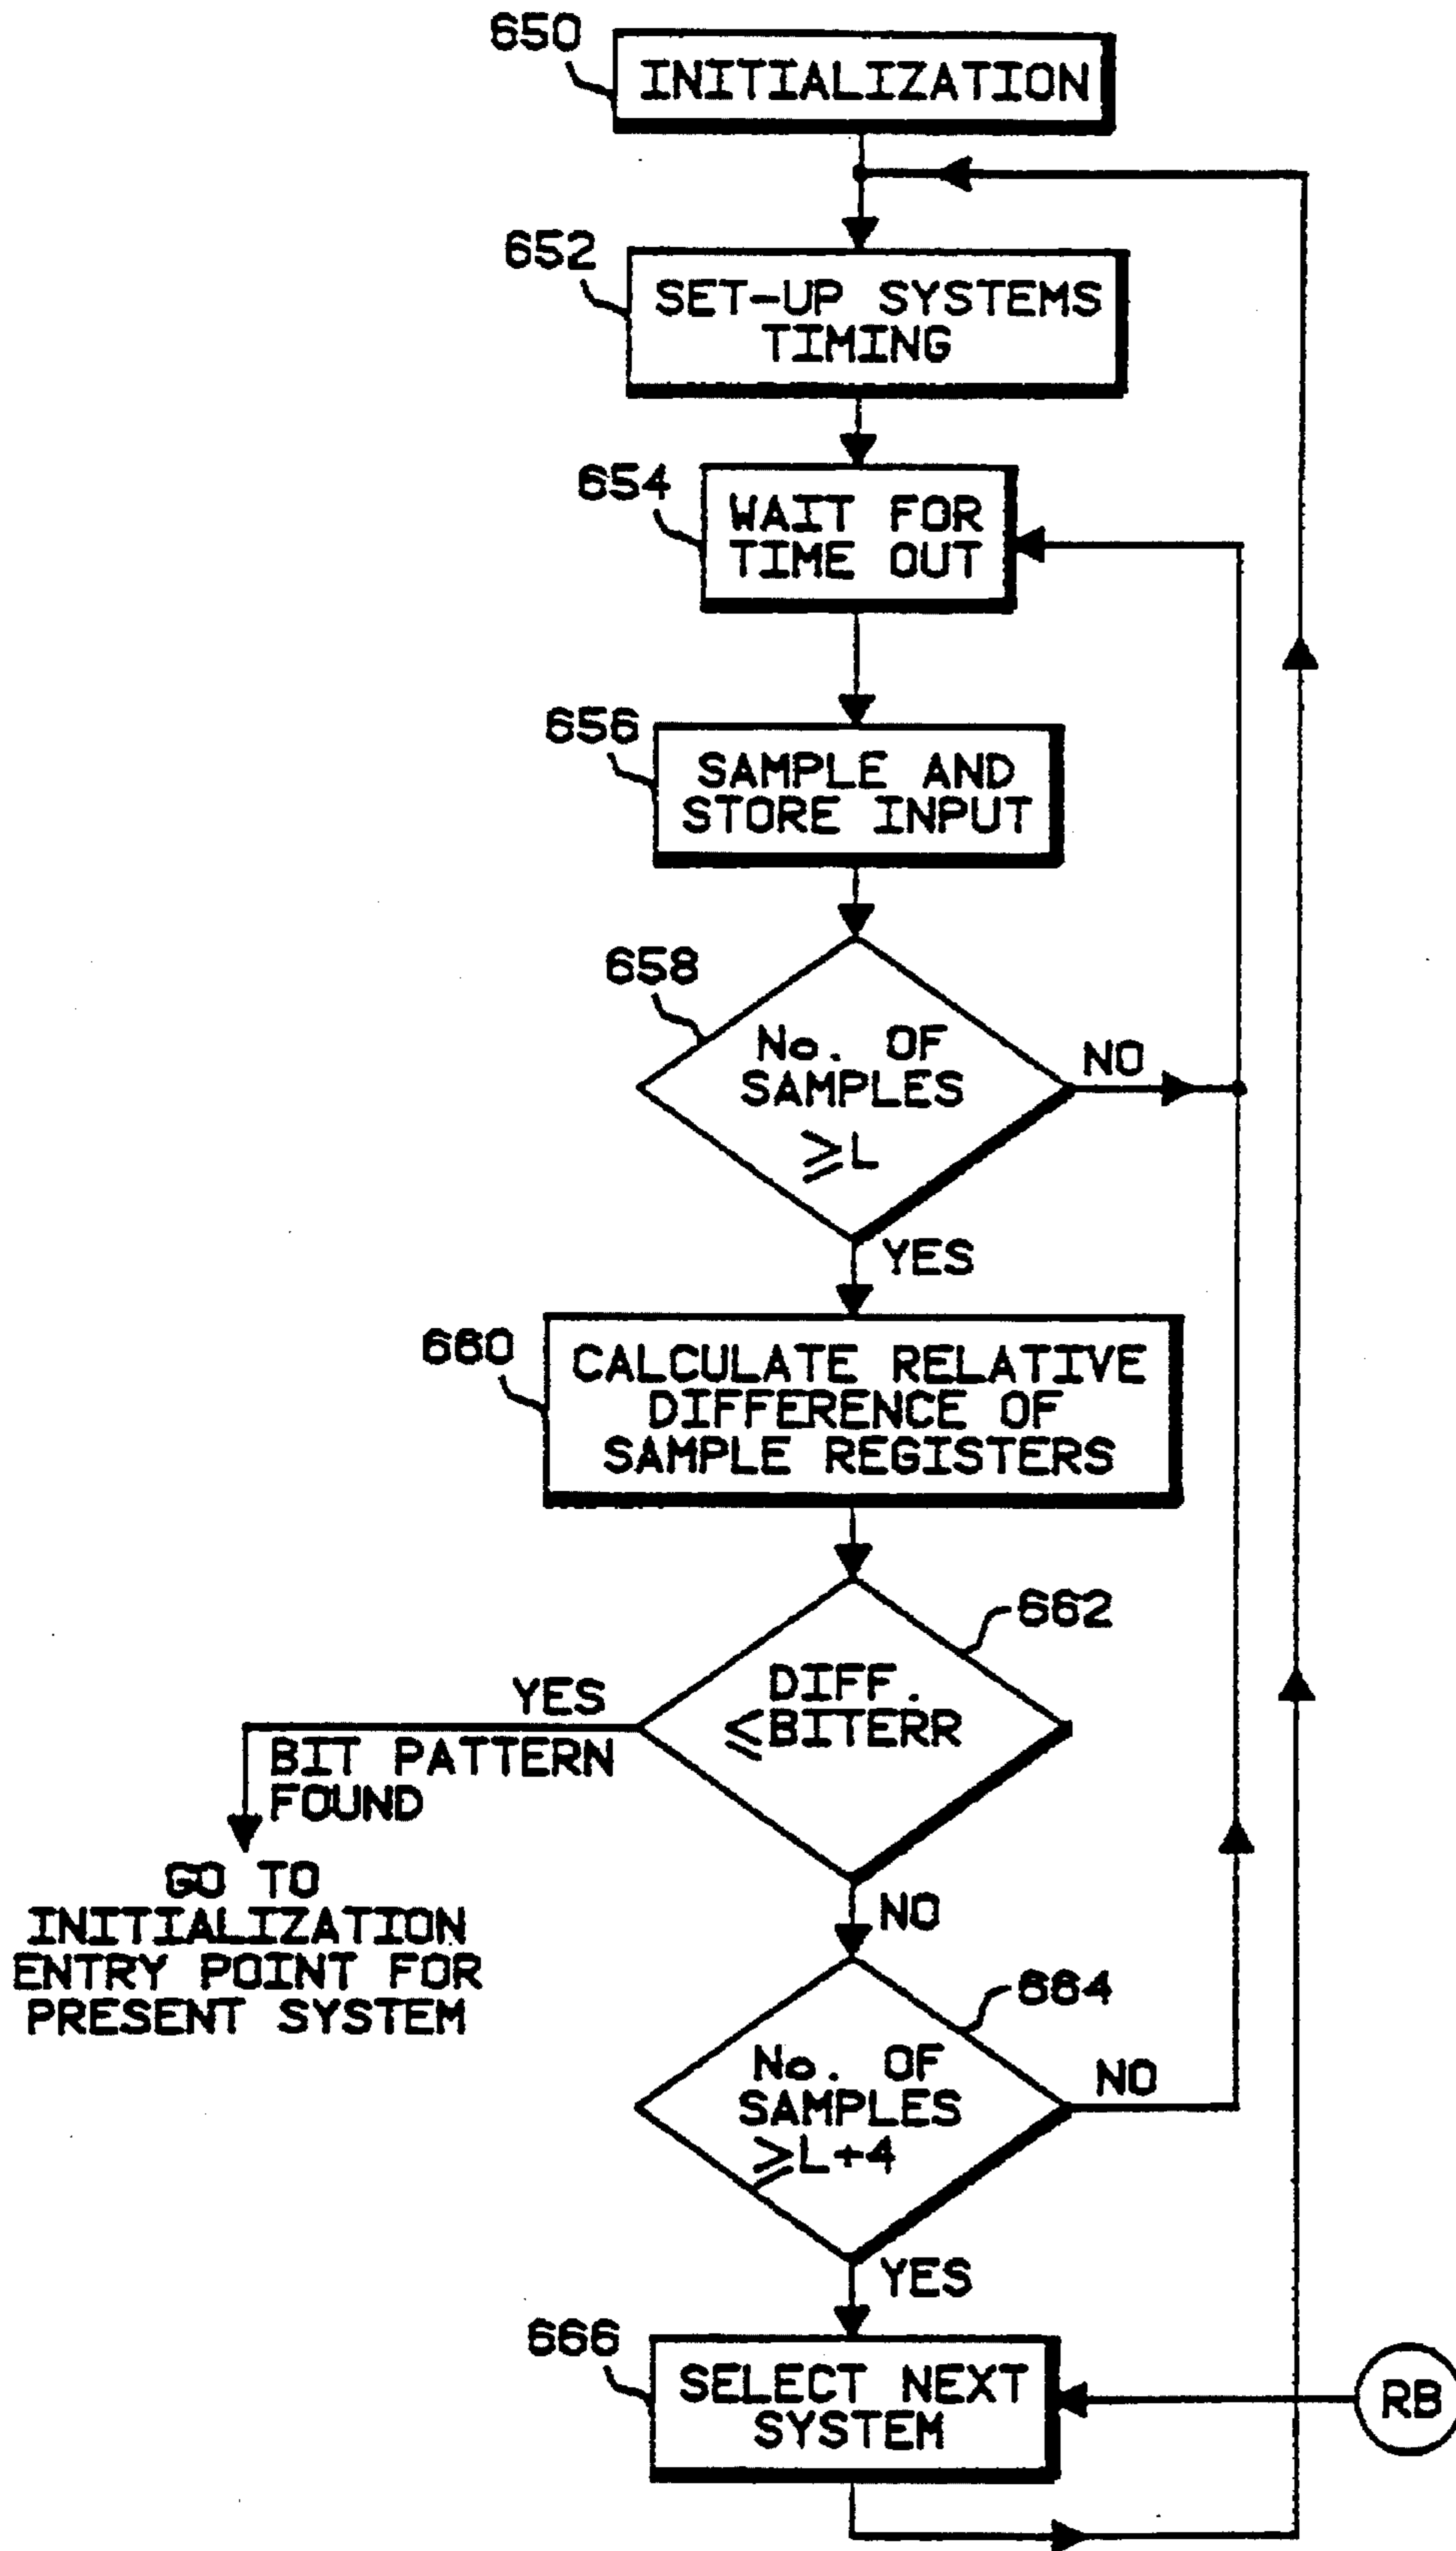 650
INITIALIZATION
652
SET-UP SYSTEMS
TIMING
654
WAIT FOR
TIME OUT
656
SAMPLE AND
STORE INPUT
658
No. OF
SAMPLES
≥L
NO
YES
660
CALCULATE RELATIVE
DIFFERENCE OF
SAMPLE REGISTERS
662
DIFF.
≤BITERR
YES
BIT PATTERN
FOUND
GO TO
INITIALIZATION
ENTRY POINT FOR
PRESENT SYSTEM
NO
664
No. OF
SAMPLES
≥L+4
NO
YES
666
SELECT NEXT
SYSTEM
RB